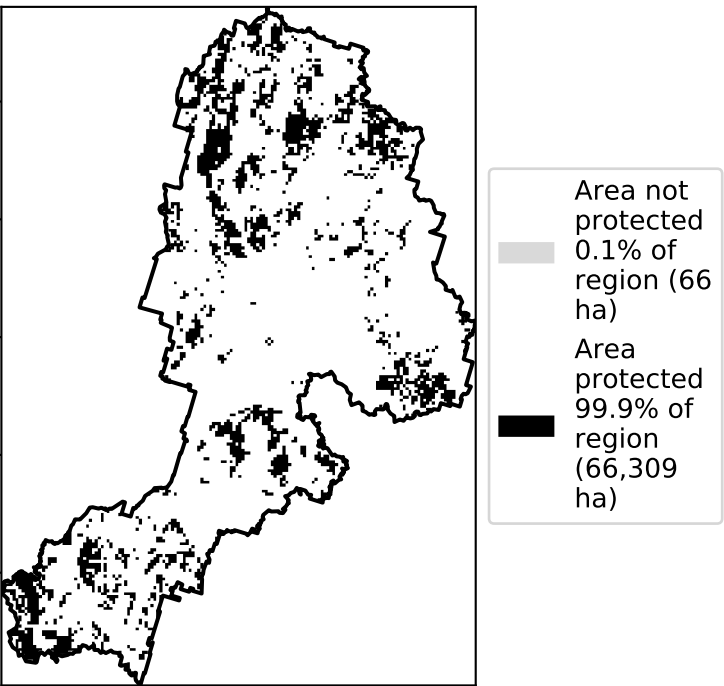 Area not
protected
0.1% of
region (66
ha)
Area
protected
99.9% of
region
(66,309
ha)